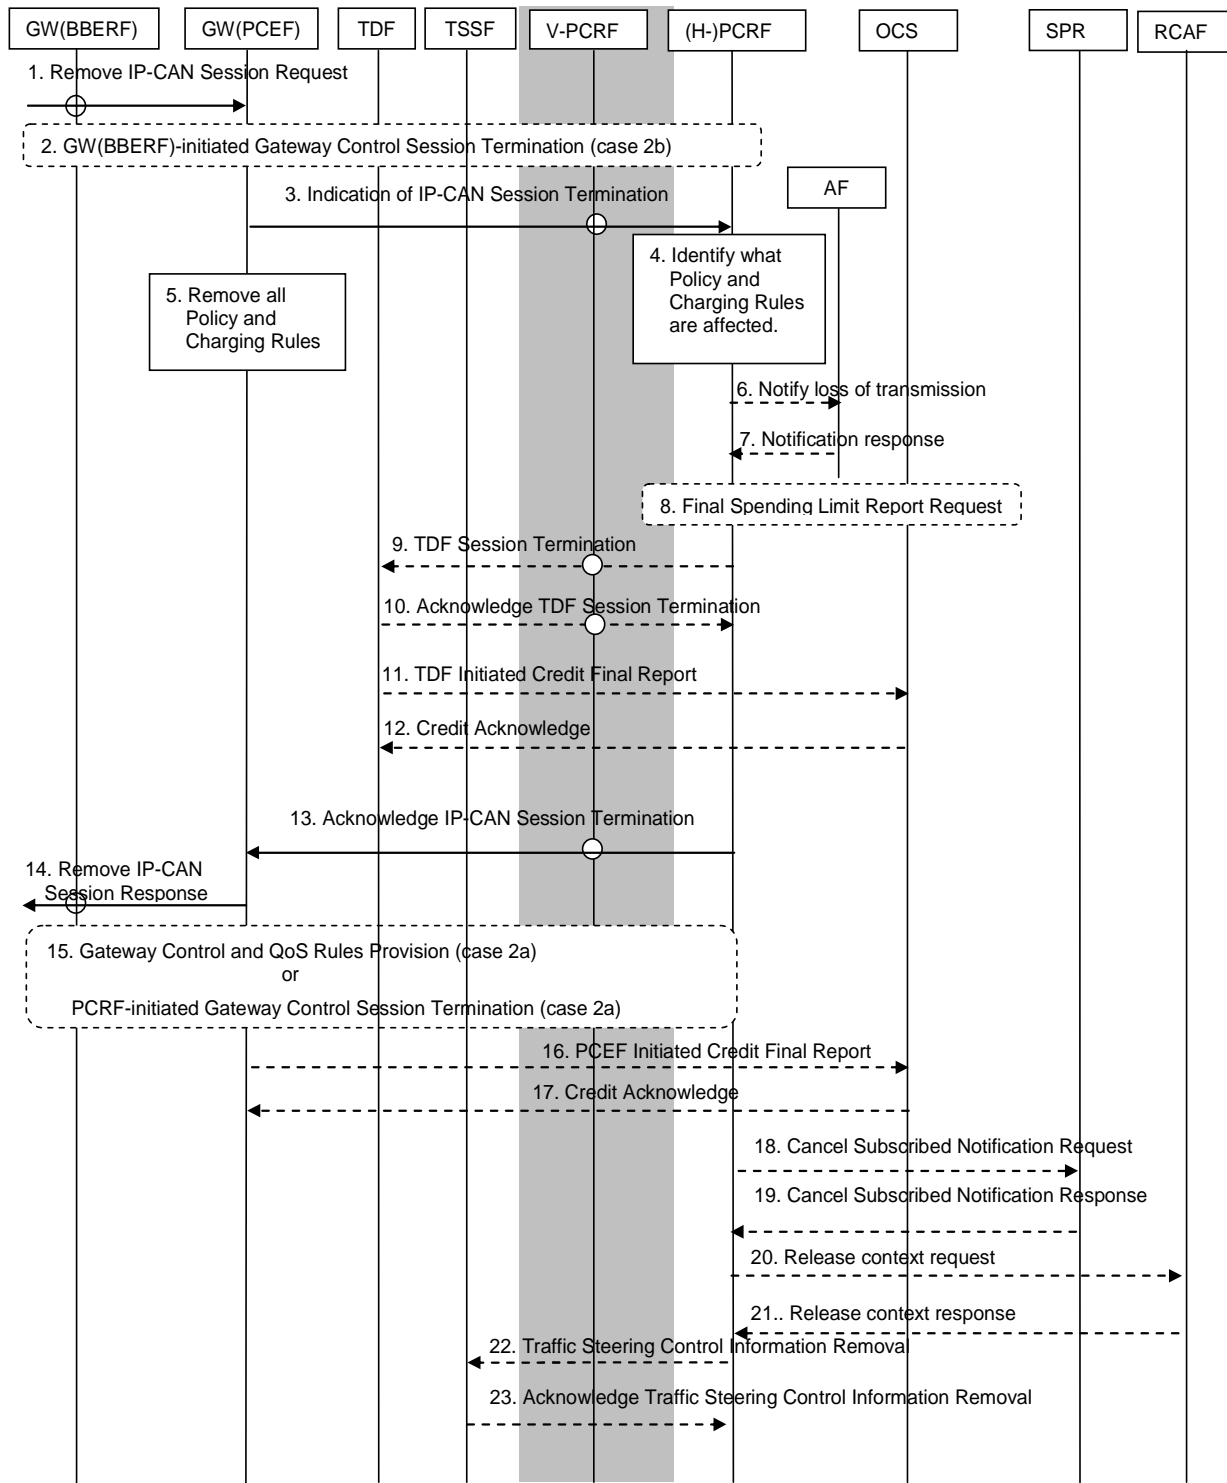 GW(BBERF)
GW(PCEF)
TDF
TSSF
V-PCRF
(H-)PCRF
OCS
SPR
RCAF
1. Remove IP-CAN Session Request
2. GW(BBERF)-initiated Gateway Control Session Termination (case 2b)
AF
3. Indication of IP-CAN Session Termination
4. Identify what
Policy and
Charging Rules
are affected.
5. Remove all
Policy and
Charging Rules
6. Notify loss of transmission
7. Notification response
8. Final Spending Limit Report Request
9. TDF Session Termination
10. Acknowledge TDF Session Termination
11. TDF Initiated Credit Final Report
12. Credit Acknowledge
13. Acknowledge IP-CAN Session Termination
14. Remove IP-CAN
Session Response
15. Gateway Control and QoS Rules Provision (case 2a)
or
PCRF-initiated Gateway Control Session Termination (case 2a)
16. PCEF Initiated Credit Final Report
17. Credit Acknowledge
18. Cancel Subscribed Notification Request
19. Cancel Subscribed Notification Response
20. Release context request
21.. Release context response
22. Traffic Steering Control Information Removal
23. Acknowledge Traffic Steering Control Information Removal